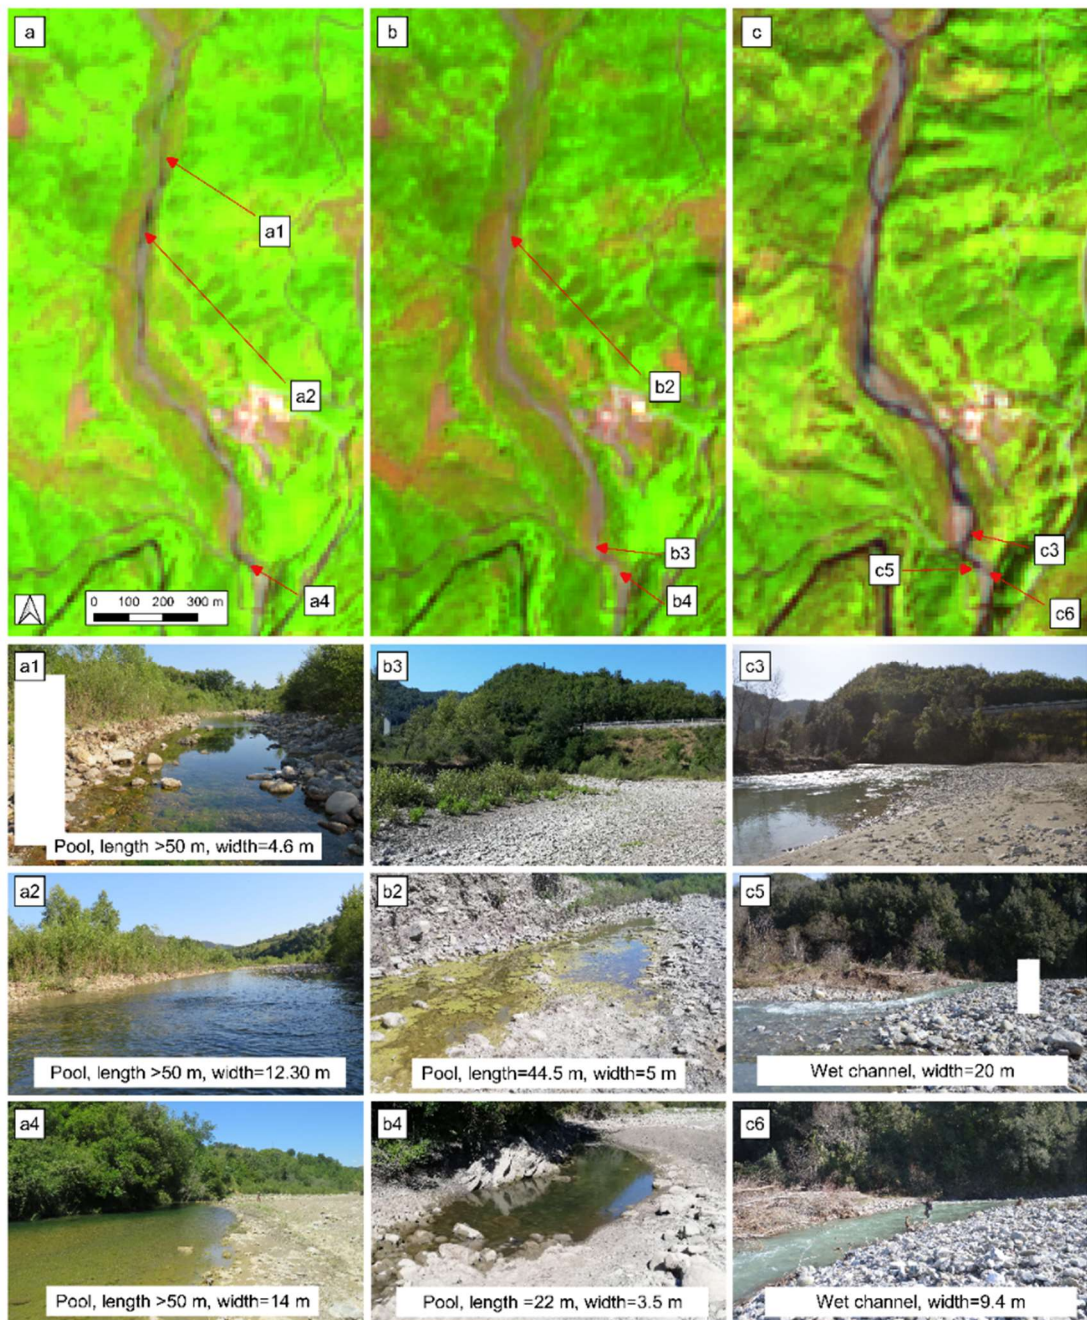 a
b
c
a1
a2
b2
b3
c3
c5
a4
b4
c6
0 100 200 300 m
a1
b3
c3
Pool, length >50 m, width=4.6 m
a2
b2
c5
Pool, length >50 m, width=12.30 m
Pool, length=44.5 m, width=5 m
Wet channel, width=20 m
a4
b4
c6
Pool, length >50 m, width=14 m
Pool, length =22 m, width=3.5 m
Wet channel, width=9.4 m